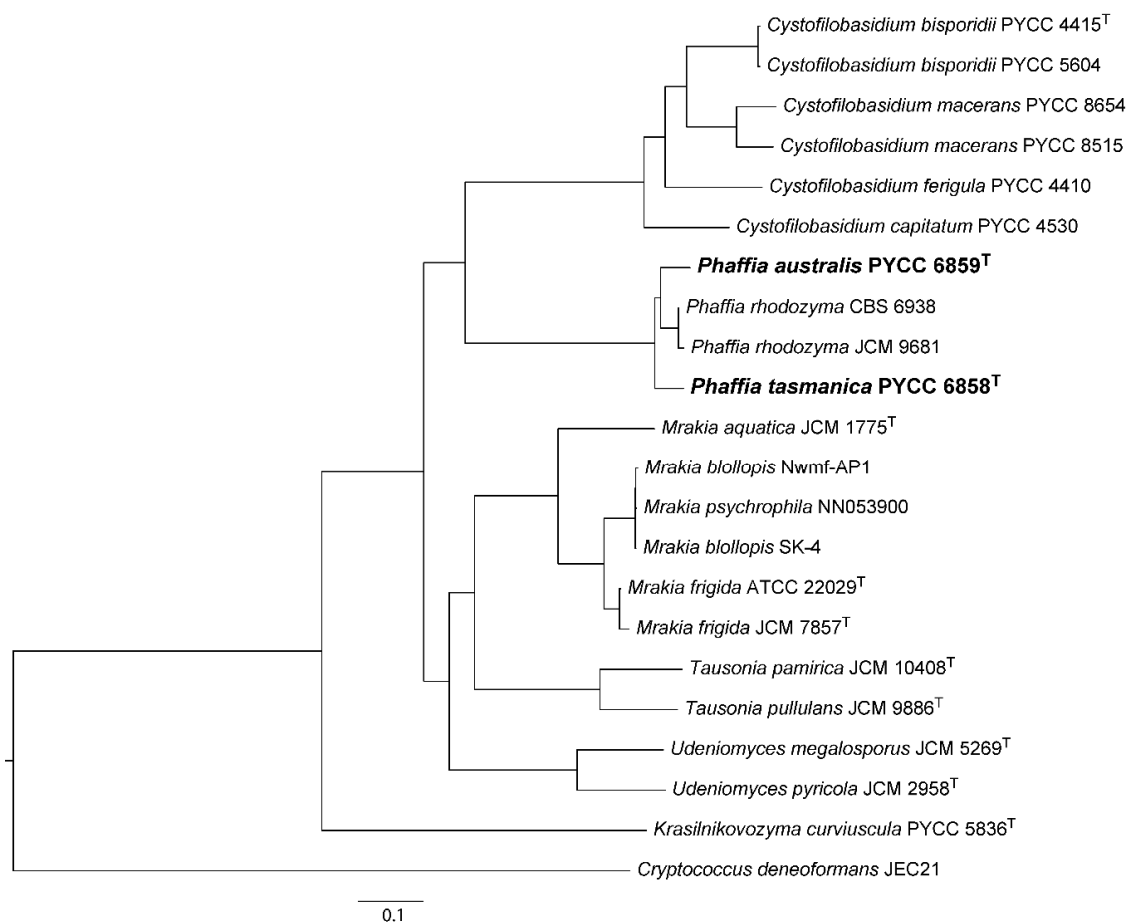 Cystofilobasidium bisporidii PYCC 4415ᵀ
Cystofilobasidium bisporidii PYCC 5604
Cystofilobasidium macerans PYCC 8654
Cystofilobasidium macerans PYCC 8515
Cystofilobasidium ferigula PYCC 4410
Cystofilobasidium capitatum PYCC 4530
Phaffia australis PYCC 6859ᵀ
Phaffia rhodozyma CBS 6938
Phaffia rhodozyma JCM 9681
Phaffia tasmanica PYCC 6858ᵀ
Mrakia aquatica JCM 1775ᵀ
Mrakia blollopis Nwmf-AP1
Mrakia psychrophila NN053900
Mrakia blollopis SK-4
Mrakia frigida ATCC 22029ᵀ
Mrakia frigida JCM 7857ᵀ
Tausonia pamirica JCM 10408ᵀ
Tausonia pullulans JCM 9886ᵀ
Udeniomyces megalosporus JCM 5269ᵀ
Udeniomyces pyricola JCM 2958ᵀ
Krasilnikovozyma curviuscula PYCC 5836ᵀ
Cryptococcus deneoformans JEC21
0.1